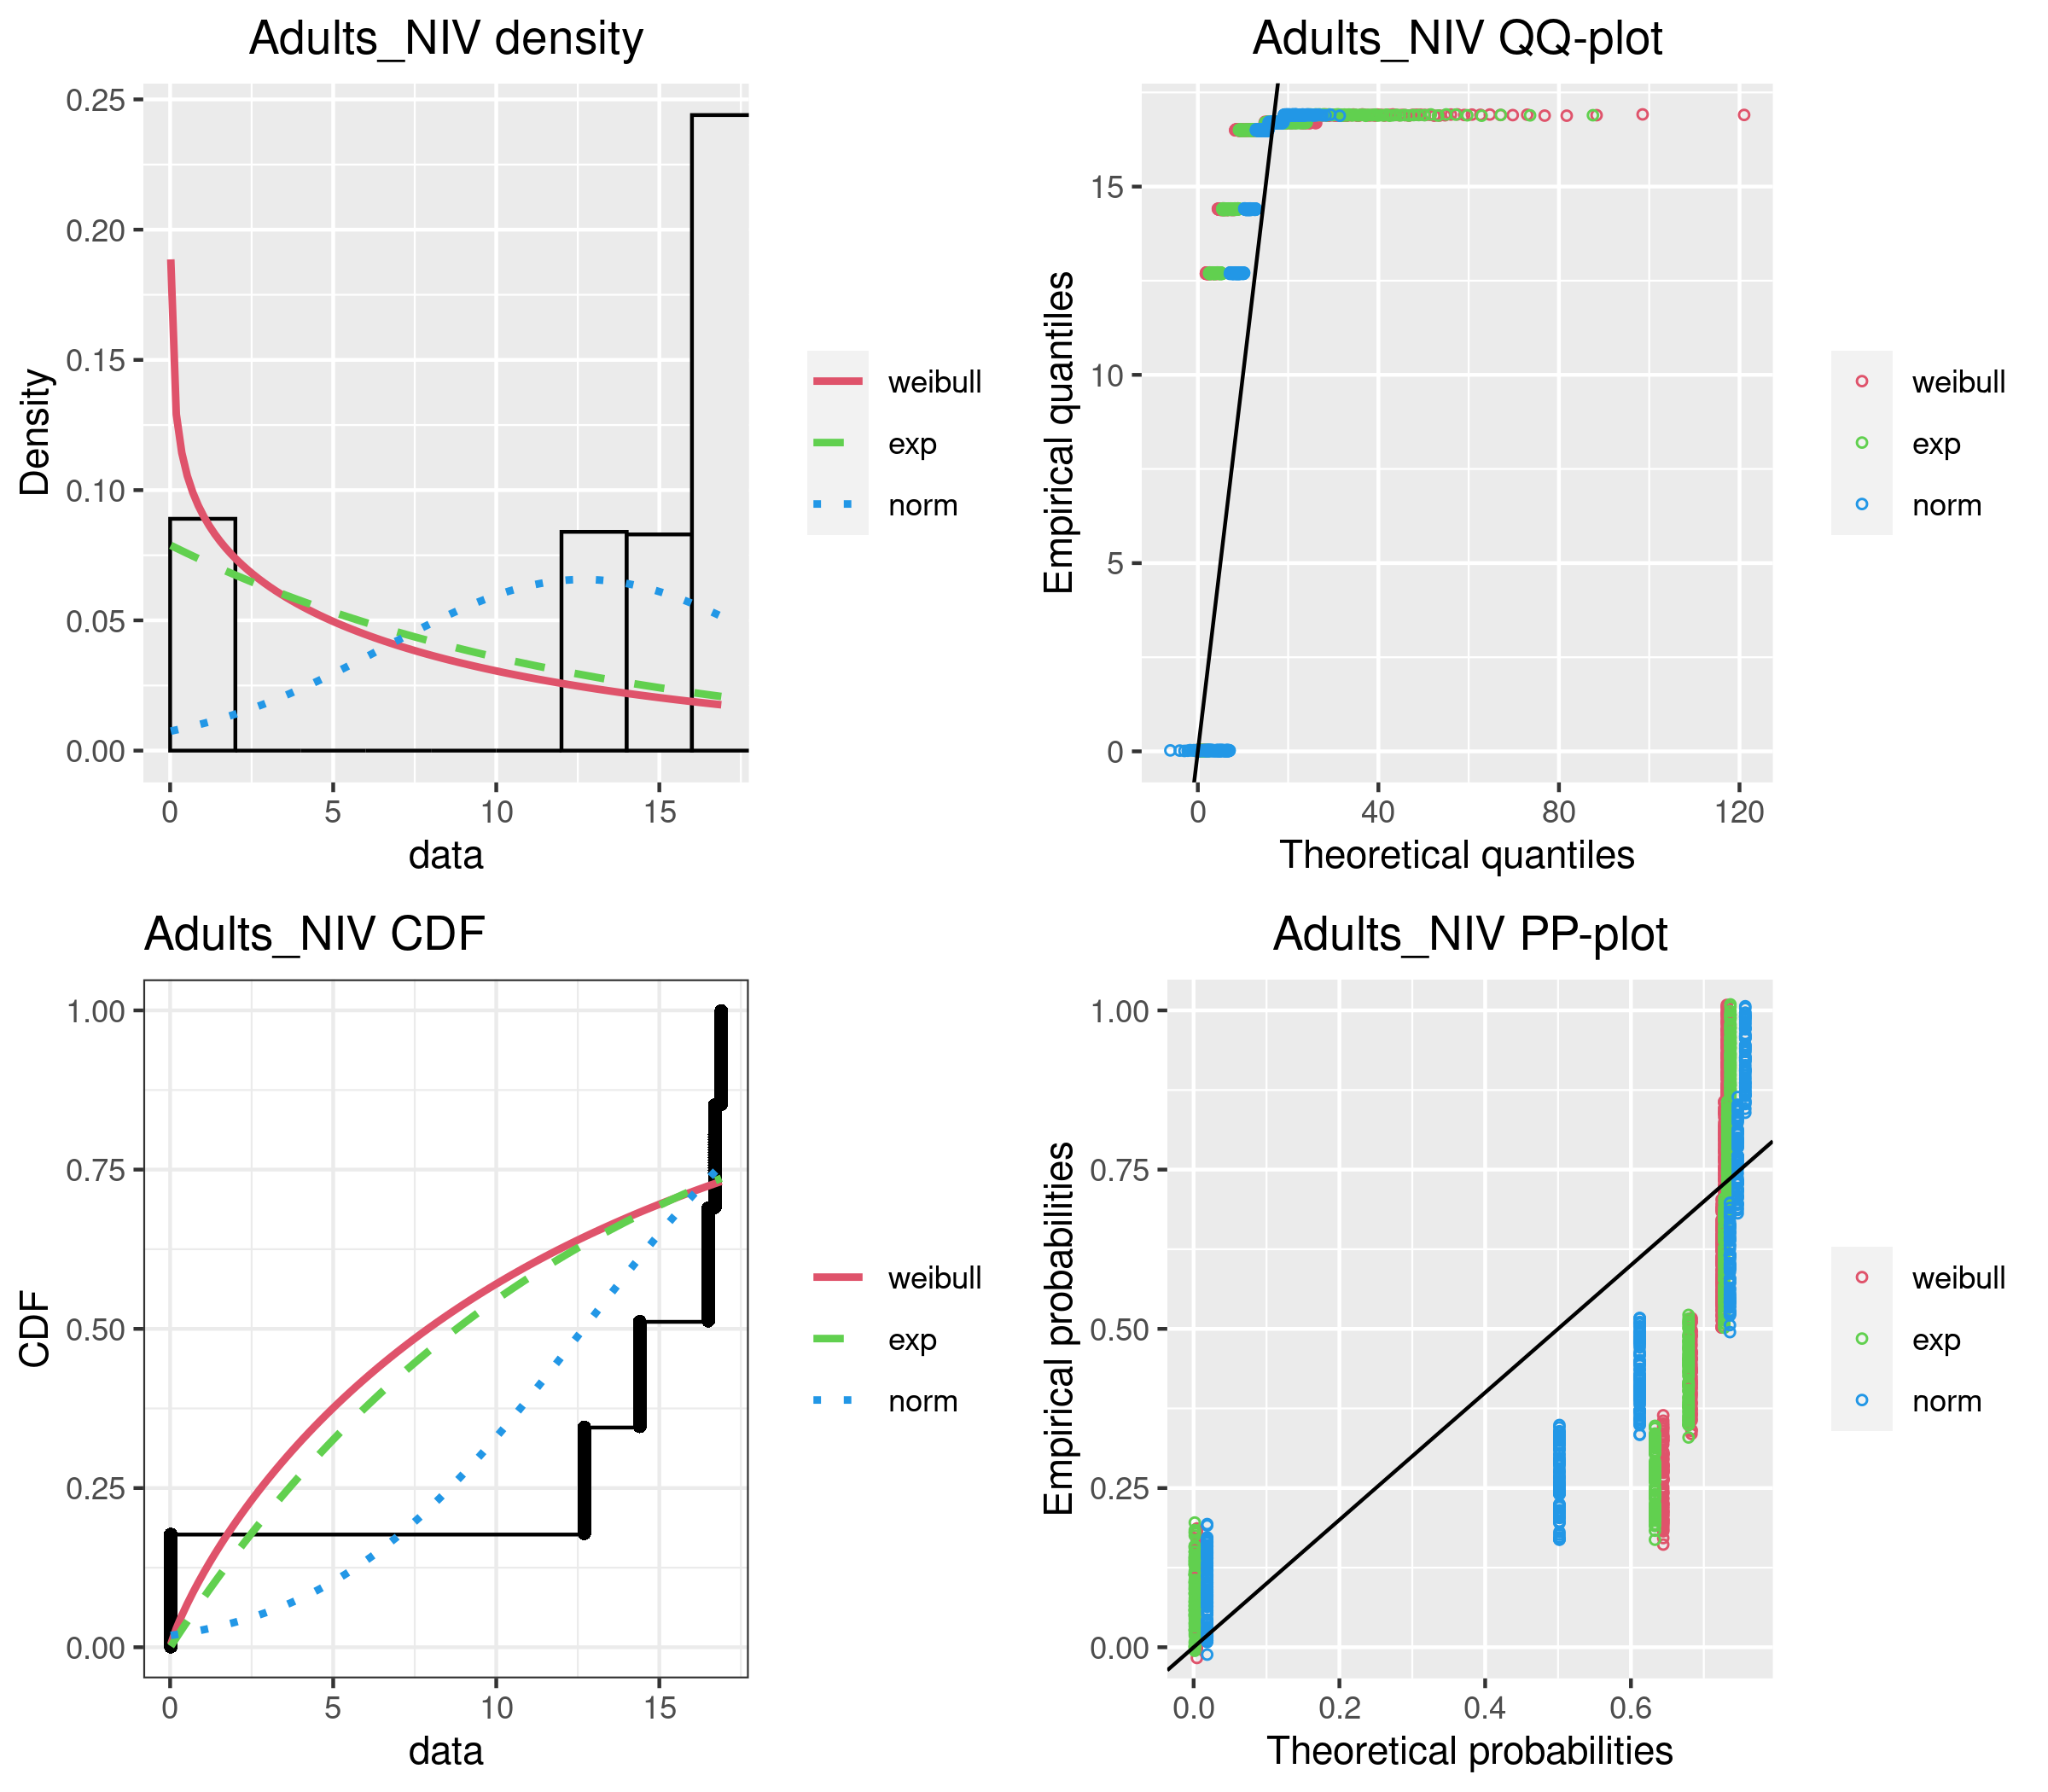 Adults_NIV density
0.25
0.20
0.15
0.10
0.05
0.00
Density
0
5
10
15
data
weibull
exp
norm
Adults_NIV QQ-plot
15
10
5
0
Empirical quantiles
0
40
80
120
Theoretical quantiles
weibull
exp
norm
Adults_NIV CDF
1.00
0.75
0.50
0.25
0.00
CDF
0
5
10
15
data
weibull
exp
norm
Adults_NIV PP-plot
1.00
0.75
0.50
0.25
0.00
Empirical probabilities
0.0
0.2
0.4
0.6
Theoretical probabilities
weibull
exp
norm